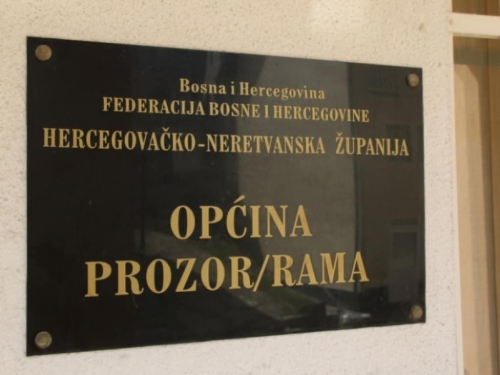 Bosna i Hercegovina
FEDERACIJA BOSNE I HERCEGOVINE
HERCEGOVAČKO-NERETVANSKA ŽUPANIJA
OPĆINA
PROZOR/RAMA